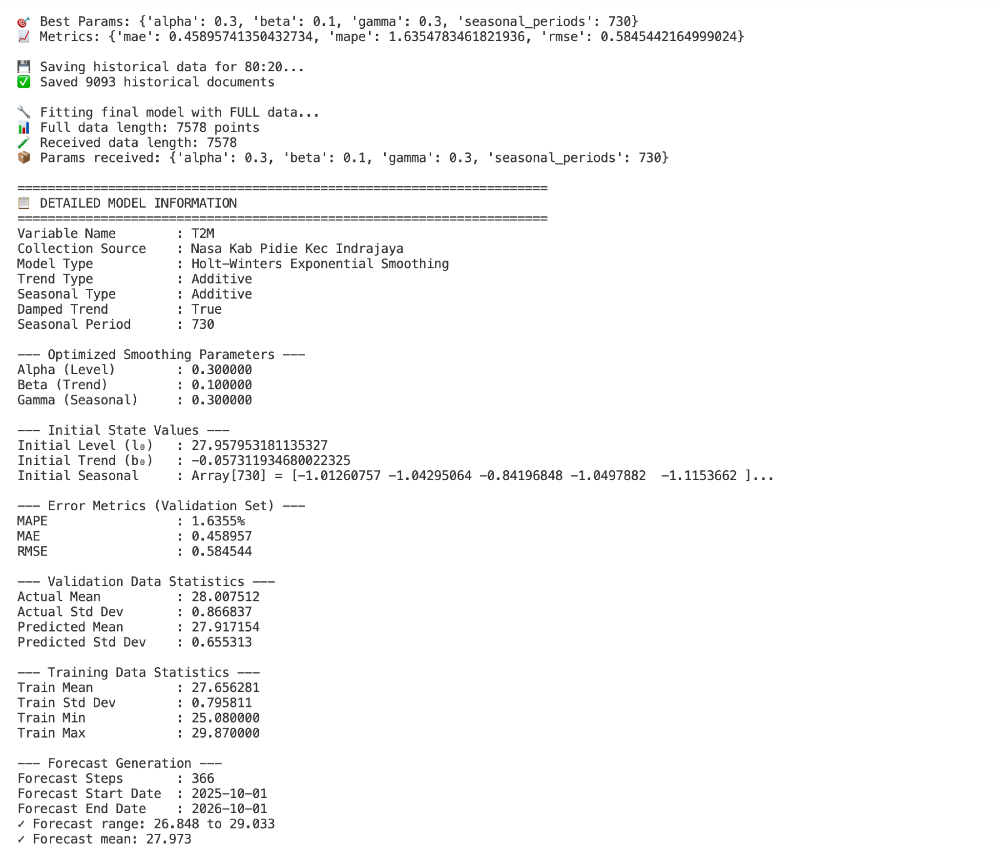 🎯 Best Params: {'alpha': 0.3, 'beta': 0.1, 'gamma': 0.3, 'seasonal_periods': 730}
📈 Metrics: {'mae': 0.45895741350432734, 'mape': 1.6354783461821936, 'rmse': 0.5845442164999024}
💾 Saving historical data for 80:20...
✅ Saved 9093 historical documents
🔧 Fitting final model with FULL data...
📊 Full data length: 7578 points
🧪 Received data length: 7578
📦 Params received: {'alpha': 0.3, 'beta': 0.1, 'gamma': 0.3, 'seasonal_periods': 730}
======================================================================
📋 DETAILED MODEL INFORMATION
======================================================================
Variable Name        : T2M
Collection Source    : Nasa Kab Pidie Kec Indrajaya
Model Type           : Holt-Winters Exponential Smoothing
Trend Type           : Additive
Seasonal Type        : Additive
Damped Trend         : True
Seasonal Period      : 730
--- Optimized Smoothing Parameters ---
Alpha (Level)        : 0.300000
Beta (Trend)         : 0.100000
Gamma (Seasonal)     : 0.300000
--- Initial State Values ---
Initial Level (l₀)   : 27.957953181135327
Initial Trend (b₀)   : -0.057311934680022325
Initial Seasonal     : Array[730] = [-1.01260757 -1.04295064 -0.84196848 -1.0497882  -1.1153662 ]...
--- Error Metrics (Validation Set) ---
MAPE                 : 1.6355%
MAE                  : 0.458957
RMSE                 : 0.584544
--- Validation Data Statistics ---
Actual Mean          : 28.007512
Actual Std Dev       : 0.866837
Predicted Mean       : 27.917154
Predicted Std Dev    : 0.655313
--- Training Data Statistics ---
Train Mean           : 27.656281
Train Std Dev        : 0.795811
Train Min            : 25.080000
Train Max            : 29.870000
--- Forecast Generation ---
Forecast Steps       : 366
Forecast Start Date  : 2025-10-01
Forecast End Date    : 2026-10-01
✓ Forecast range: 26.848 to 29.033
✓ Forecast mean: 27.973